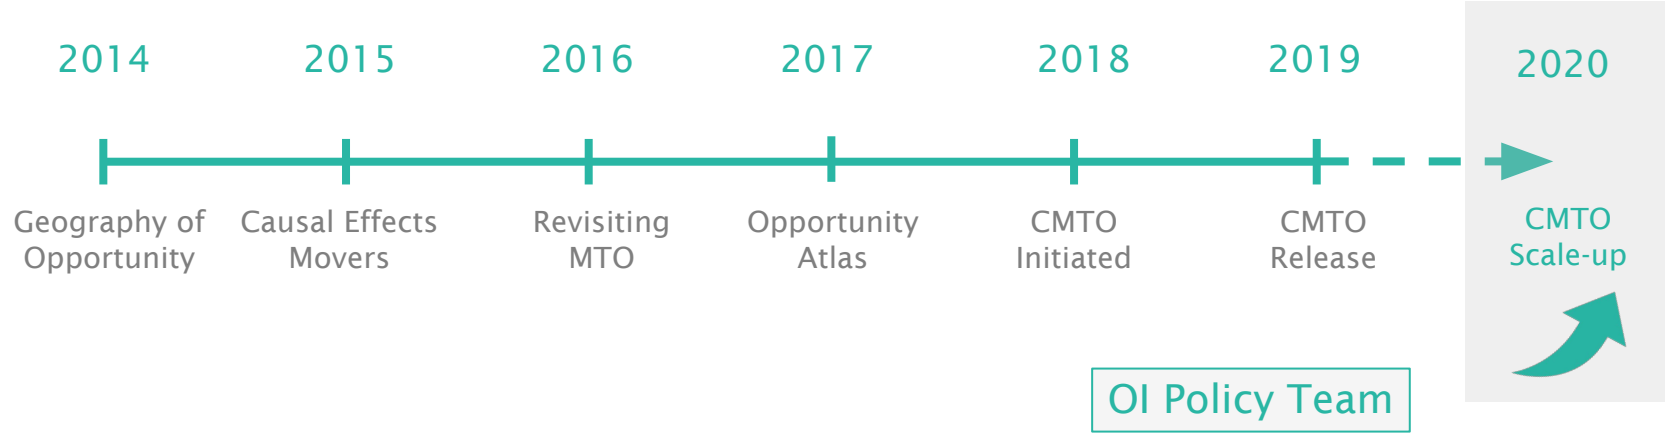 2014
2015
2016
2017
2018
2019
2020
Geography of
Opportunity
Causal Effects
Movers
Revisiting
MTO
Opportunity
Atlas
CMTO
Initiated
CMTO
Release
CMTO
Scale-up
OI Policy Team